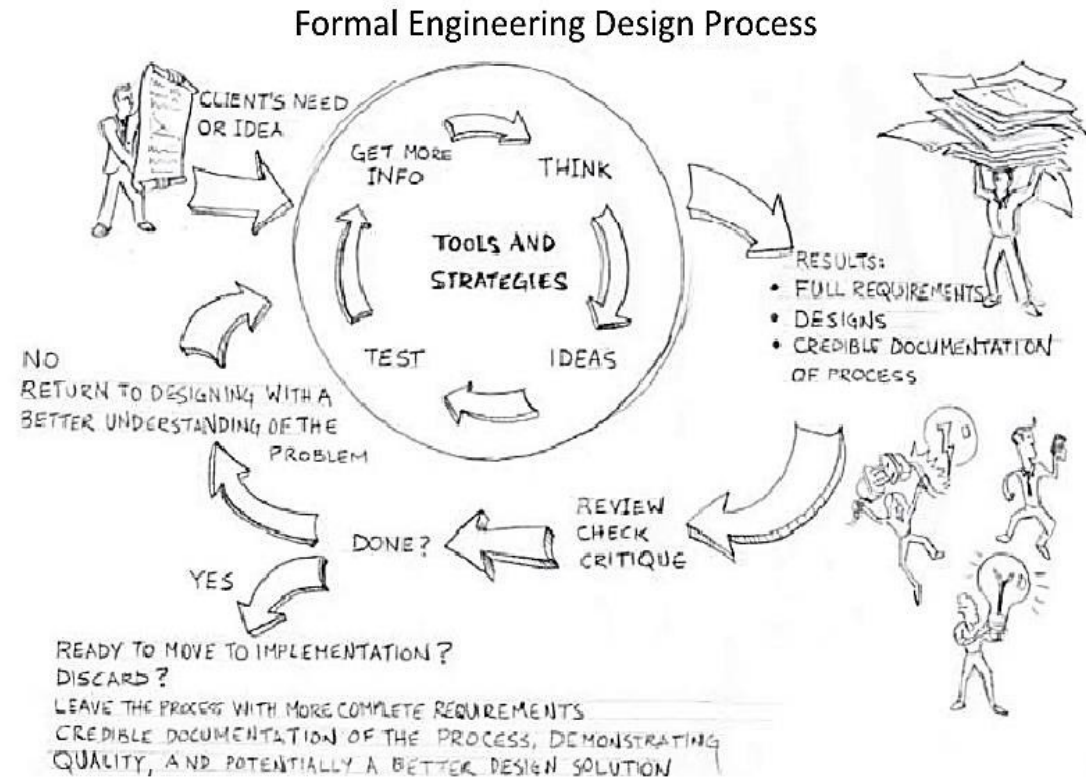 Formal Engineering Design Process
CLIENT'S NEED
OR IDEA
GET MORE
INFO
THINK
TOOLS AND
STRATEGIES
TEST
IDEAS
RESULTS:
• FULL REQUIREMENTS
• DESIGNS
• CREDIBLE DOCUMENTATION
OF PROCESS
NO
RETURN TO DESIGNING WITH A
BETTER UNDERSTANDING OF THE
PROBLEM
REVIEW
CHECK
CRITIQUE
DONE?
YES
READY TO MOVE TO IMPLEMENTATION?
DISCARD?
LEAVE THE PROCESS WITH MORE COMPLETE REQUIREMENTS
CREDIBLE DOCUMENTATION OF THE PROCESS, DEMONSTRATING
QUALITY, AND POTENTIALLY A BETTER DESIGN SOLUTION